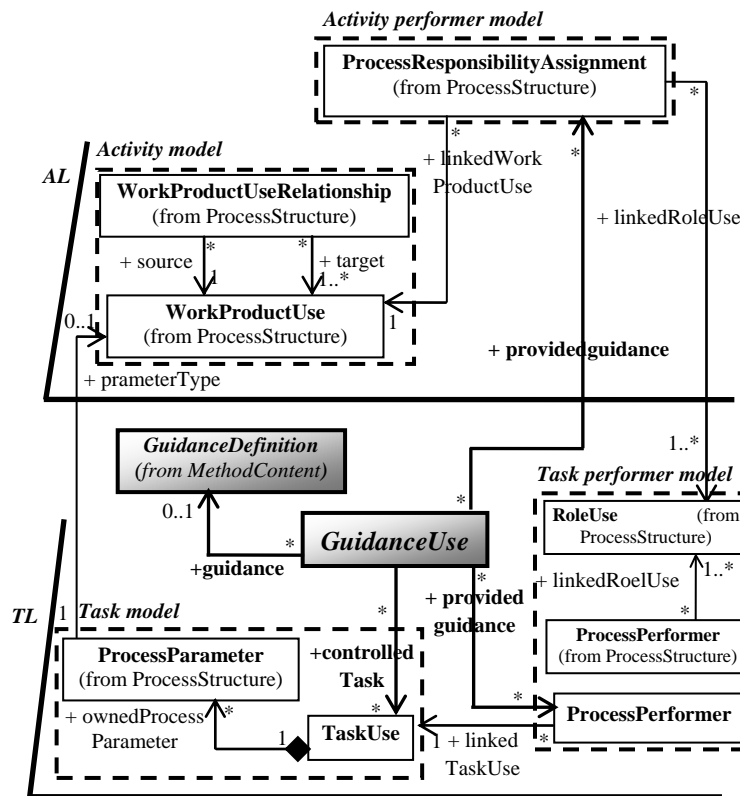 Activity performer model
ProcessResponsibilityAssignment
(from ProcessStructure)
*
*
*
Activity model
+ linkedWork
ProductUse
AL
WorkProductUseRelationship
(from ProcessStructure)
+ linkedRoleUse
*
*
+ source
+ target
1
1..*
WorkProductUse
(from ProcessStructure)
0..1
1
+ providedguidance
+ prameterType
GuidanceDefinition
(from MethodContent)
1..*
Task performer model
*
0..1
RoleUse (from
ProcessStructure)
*
GuidanceUse
+guidance
*
+ linkedRoelUse
1..*
+ provided
guidance
TL
1
Task model
*
*
ProcessPerformer
(from ProcessStructure)
ProcessParameter
(from ProcessStructure)
+controlled
Task
+ ownedProcess
Parameter
*
*
*
ProcessPerformer
1
TaskUse
1 + linked
TaskUse
*